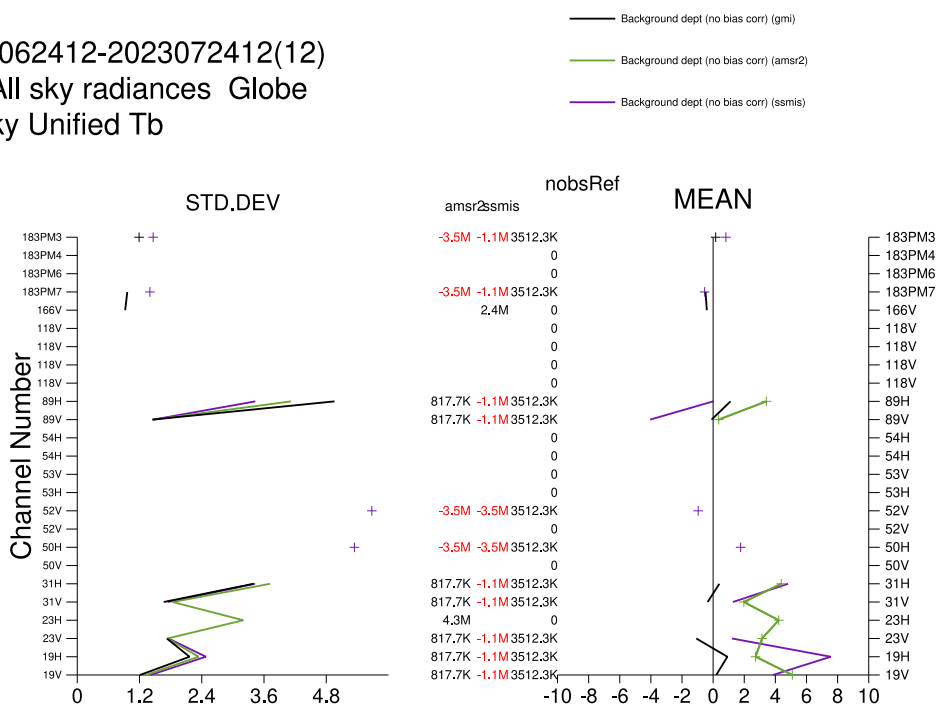 Background dept (no bias corr) (gmi)
062412-2023072412(12)
Background dept (no bias corr) (amsr2)
All sky radiances Globe
Background dept (no bias corr) (ssmis)
ky Unified Tb
nobsRef
STD.DEV
MEAN
amsr2 ssmis
183PM3 -3.5M -1.1M 3512.3K 183PM3
183PM4 0 183PM4
183PM6 0 183PM6
183PM7 -3.5M -1.1M 3512.3K 183PM7
166V 2.4M 0 166V
118V 0 118V
118V 0 118V
118V 0 118V
118V 0 118V
89H 817.7K -1.1M 3512.3K 89H
89V 817.7K -1.1M 3512.3K 89V
54H 0 54H
54H 0 54H
53V 0 53V
53H 0 53H
52V -3.5M -3.5M 3512.3K 52V
52V 0 52V
50H -3.5M -3.5M 3512.3K 50H
50V 0 50V
31H 817.7K -1.1M 3512.3K 31H
31V 817.7K -1.1M 3512.3K 31V
23H 4.3M 0 23H
23V 817.7K -1.1M 3512.3K 23V
19H 817.7K -1.1M 3512.3K 19H
19V 817.7K -1.1M 3512.3K 19V
Channel Number
0 1.2 2.4 3.6 4.8 -10 -8 -6 -4 -2 0 2 4 6 8 10